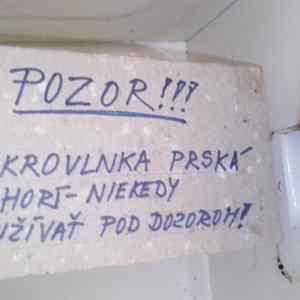 POZOR!!!
KROVLNKA PRSKÁ
HORÍ - NIEKEDY
UŽÍVAŤ POD DOZOROM!